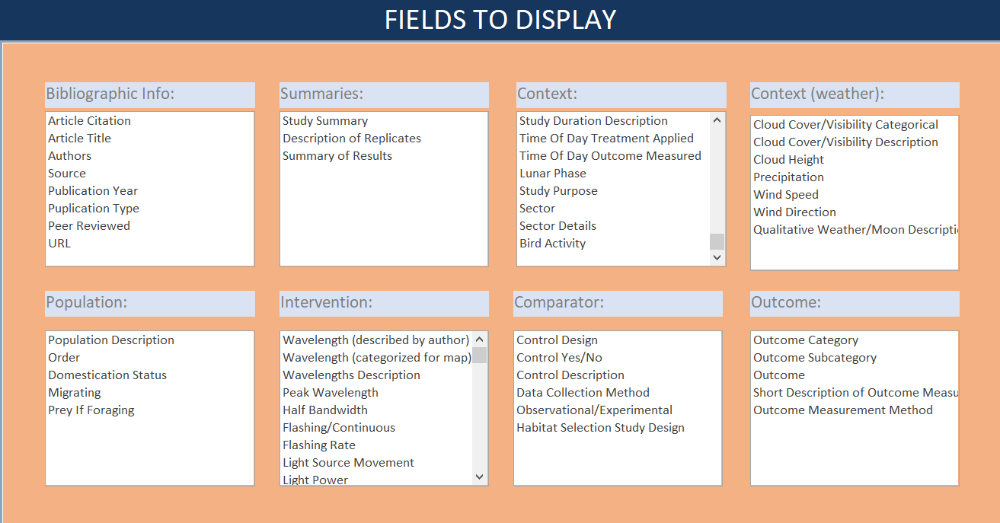 FIELDS TO DISPLAY
Bibliographic Info:
Article Citation
Article Title
Authors
Source
Publication Year
Puplication Type
Peer Reviewed
URL
Summaries:
Study Summary
Description of Replicates
Summary of Results
Context:
Study Duration Description
Time Of Day Treatment Applied
Time Of Day Outcome Measured
Lunar Phase
Study Purpose
Sector
Sector Details
Bird Activity
Context (weather):
Cloud Cover/Visibility Categorical
Cloud Cover/Visibility Description
Cloud Height
Precipitation
Wind Speed
Wind Direction
Qualitative Weather/Moon Descripti
Population:
Population Description
Order
Domestication Status
Migrating
Prey If Foraging
Intervention:
Wavelength (described by author)
Wavelength (categorized for map)
Wavelengths Description
Peak Wavelength
Half Bandwidth
Flashing/Continuous
Flashing Rate
Light Source Movement
Light Power
Comparator:
Control Design
Control Yes/No
Control Description
Data Collection Method
Observational/Experimental
Habitat Selection Study Design
Outcome:
Outcome Category
Outcome Subcategory
Outcome
Short Description of Outcome Measu
Outcome Measurement Method